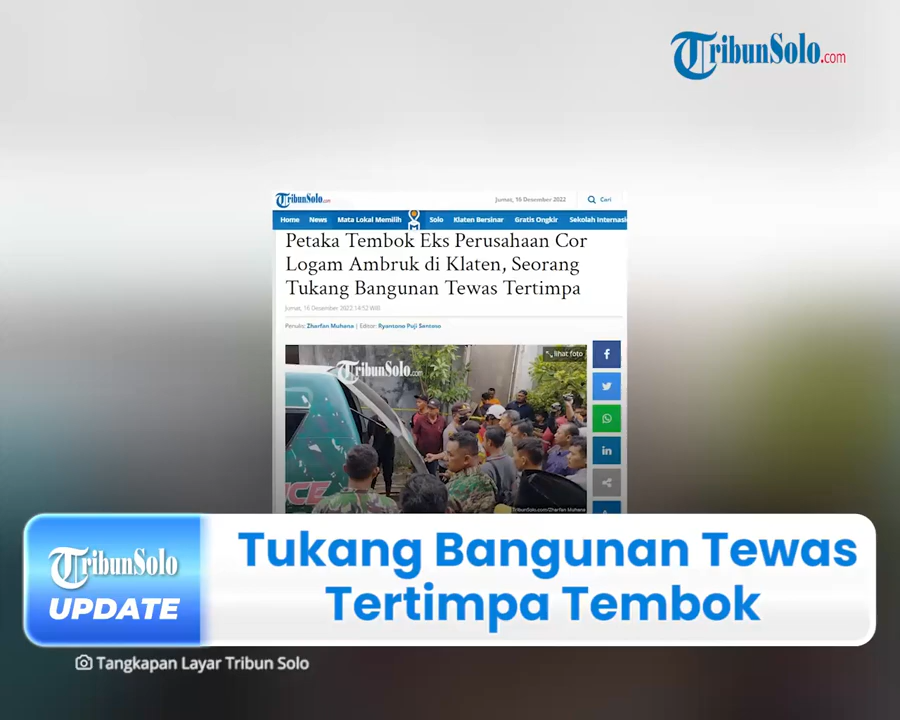 TribunSolo.com
TribunSolo.com
Jumat, 16 Desember 2022
Cari
Home News Mata Lokal Memilih Solo Klaten Bersinar Gratis Ongkir Sekolah Internasi
Petaka Tembok Eks Perusahaan Cor
Logam Ambruk di Klaten, Seorang
Tukang Bangunan Tewas Tertimpa
Jumat, 16 Desember 2022 14:52 WIB
Penulis: Zharfan Muhana | Editor: Ryantono Puji Santoso
lihat foto
TribunSolo.com
TribunSolo.com/Zharfan Muhana
TribunSolo
UPDATE
Tukang Bangunan Tewas
Tertimpa Tembok
Tangkapan Layar Tribun Solo